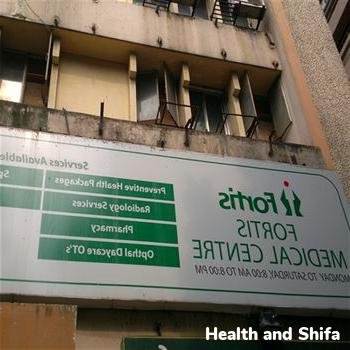 Fortis
FORTIS
MEDICAL CENTRE
MONDAY TO SATURDAY, 8:00 AM TO 8:00 PM
Services Available
Preventive Health Packages
Radiology Services
Pharmacy
Opthal Daycare OT's
Health and Shifa